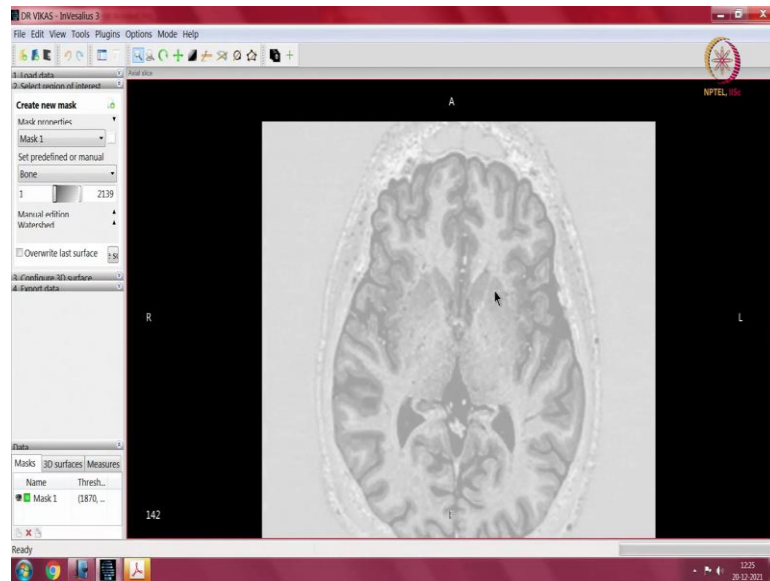 DR VIKAS - InVesalius 3
File Edit View Tools Plugins Options Mode Help
NPTEL, IISc
1. Load data
Axial slice
2. Select region of interest
Create new mask
Mask properties
Mask 1
Set predefined or manual
Bone
1 2139
Manual edition
Watershed
Overwrite last surface
3. Configure 3D surface
4. Export data
A
R
L
142
Data
Masks 3D surfaces Measures
Name Thresh..
Mask 1 (1870, ...
Ready
12:25
20-12-2021